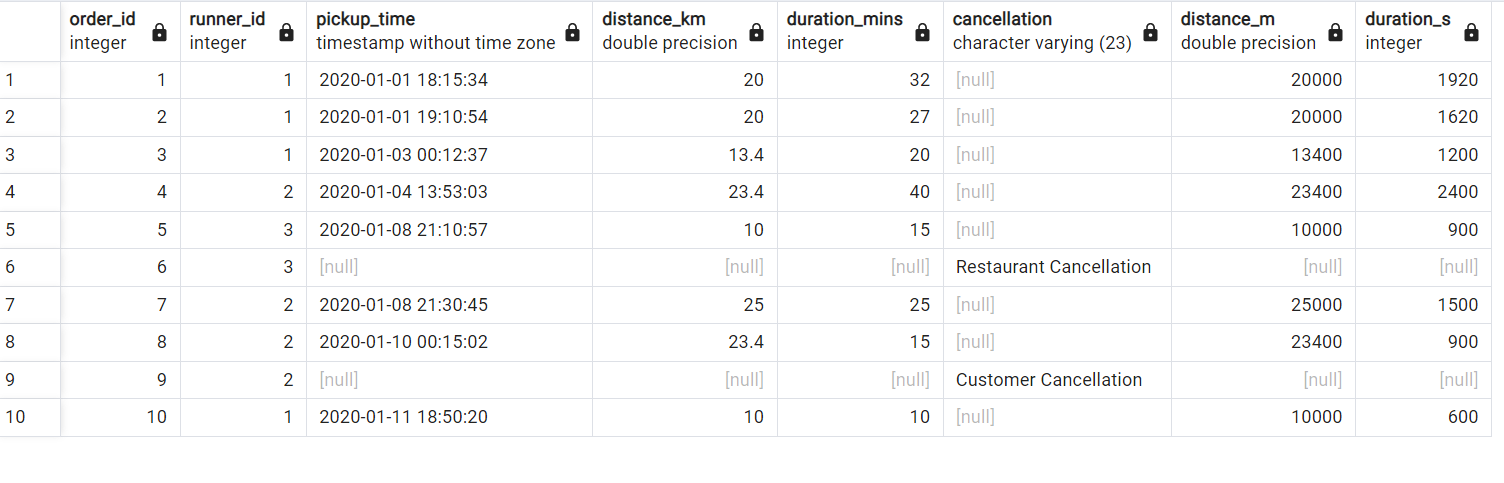 order_id runner_id pickup_time distance_km duration_mins cancellation distance_m duration_s
integer integer timestamp without time zone double precision integer character varying (23) double precision integer
1 1 1 2020-01-01 18:15:34 20 32 [null] 20000 1920
2 2 1 2020-01-01 19:10:54 20 27 [null] 20000 1620
3 3 1 2020-01-03 00:12:37 13.4 20 [null] 13400 1200
4 4 2 2020-01-04 13:53:03 23.4 40 [null] 23400 2400
5 5 3 2020-01-08 21:10:57 10 15 [null] 10000 900
6 6 3 [null] [null] [null] Restaurant Cancellation [null] [null]
7 7 2 2020-01-08 21:30:45 25 25 [null] 25000 1500
8 8 2 2020-01-10 00:15:02 23.4 15 [null] 23400 900
9 9 2 [null] [null] [null] Customer Cancellation [null] [null]
10 10 1 2020-01-11 18:50:20 10 10 [null] 10000 600